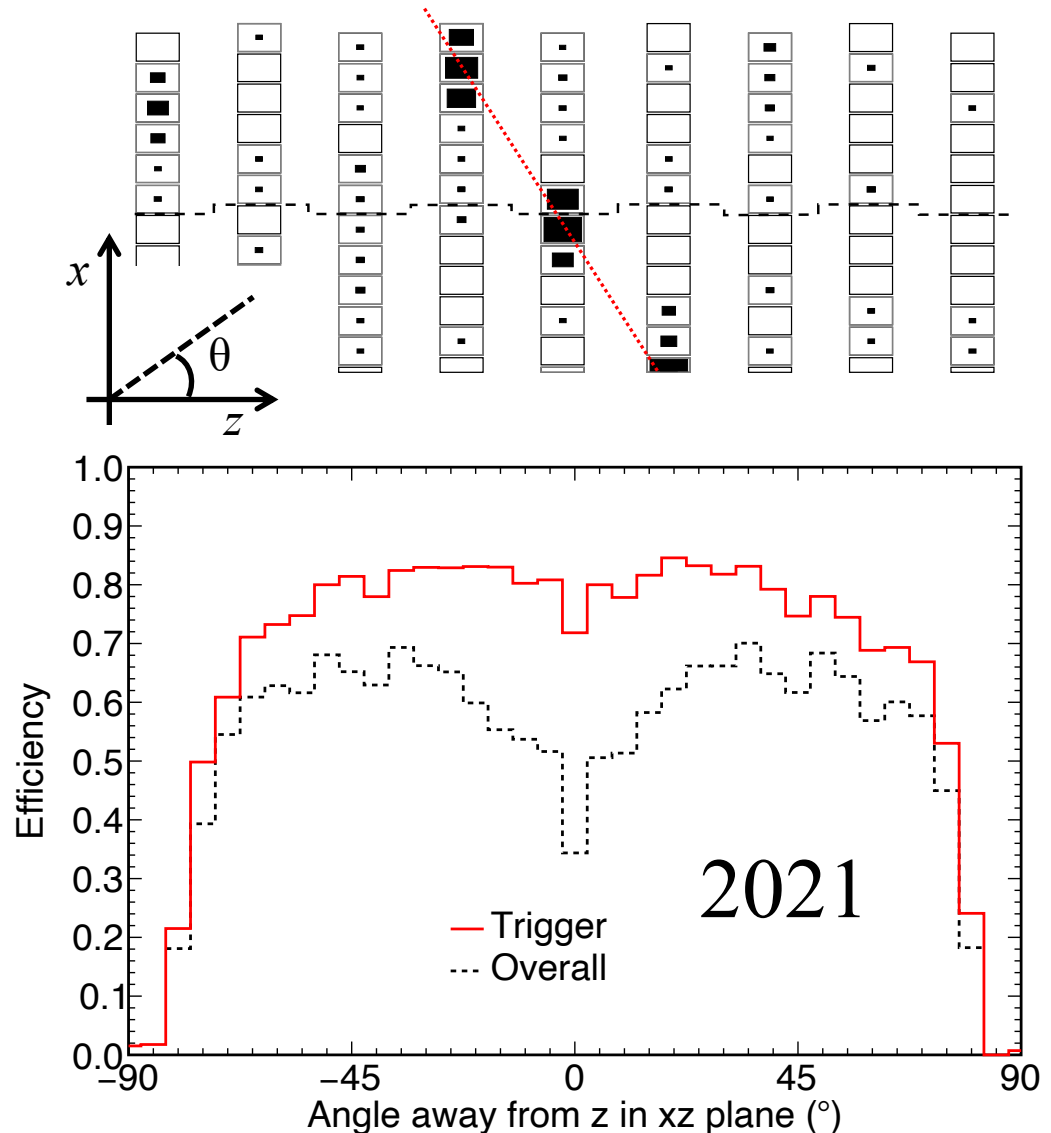 x
θ
z
1.0
0.9
0.8
0.7
0.6
0.5
0.4
0.3
0.2
0.1
0.0
Efficiency
2021
Trigger
Overall
−90 −45 0 45 90
Angle away from z in xz plane (°)